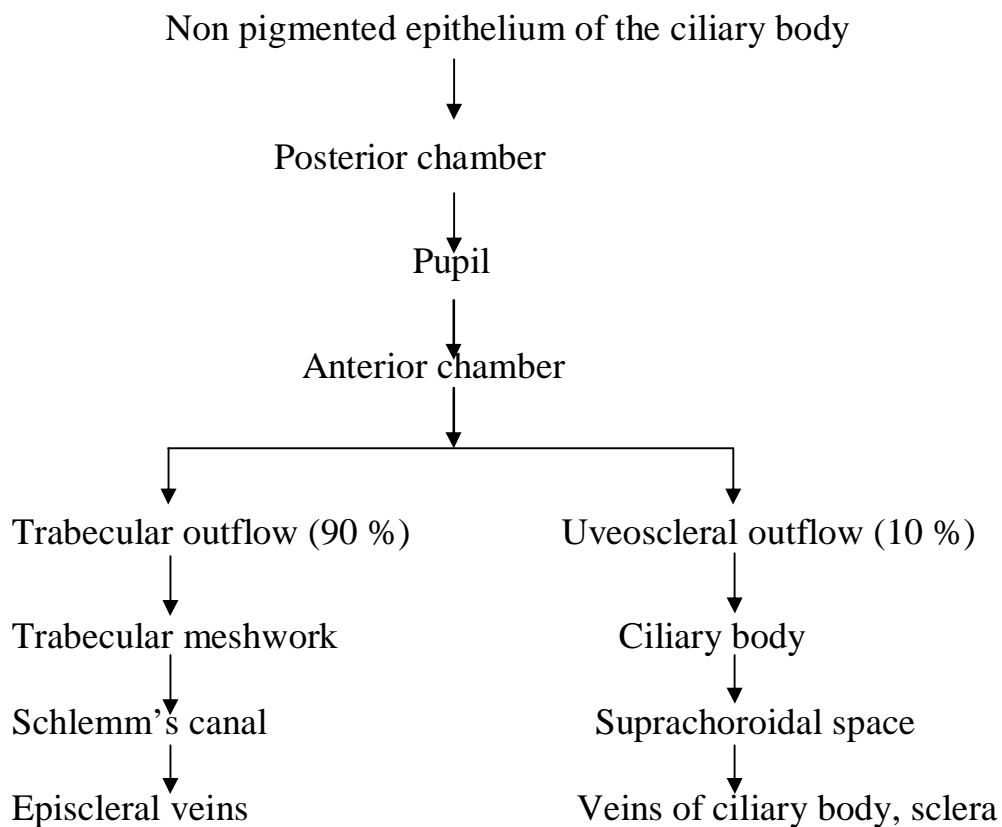 Non pigmented epithelium of the ciliary body
Posterior chamber
Pupil
Anterior chamber
Trabecular outflow (90 %)
Uveoscleral outflow (10 %)
Trabecular meshwork
Ciliary body
Schlemm’s canal
Suprachoroidal space
Episcleral veins
Veins of ciliary body, sclera